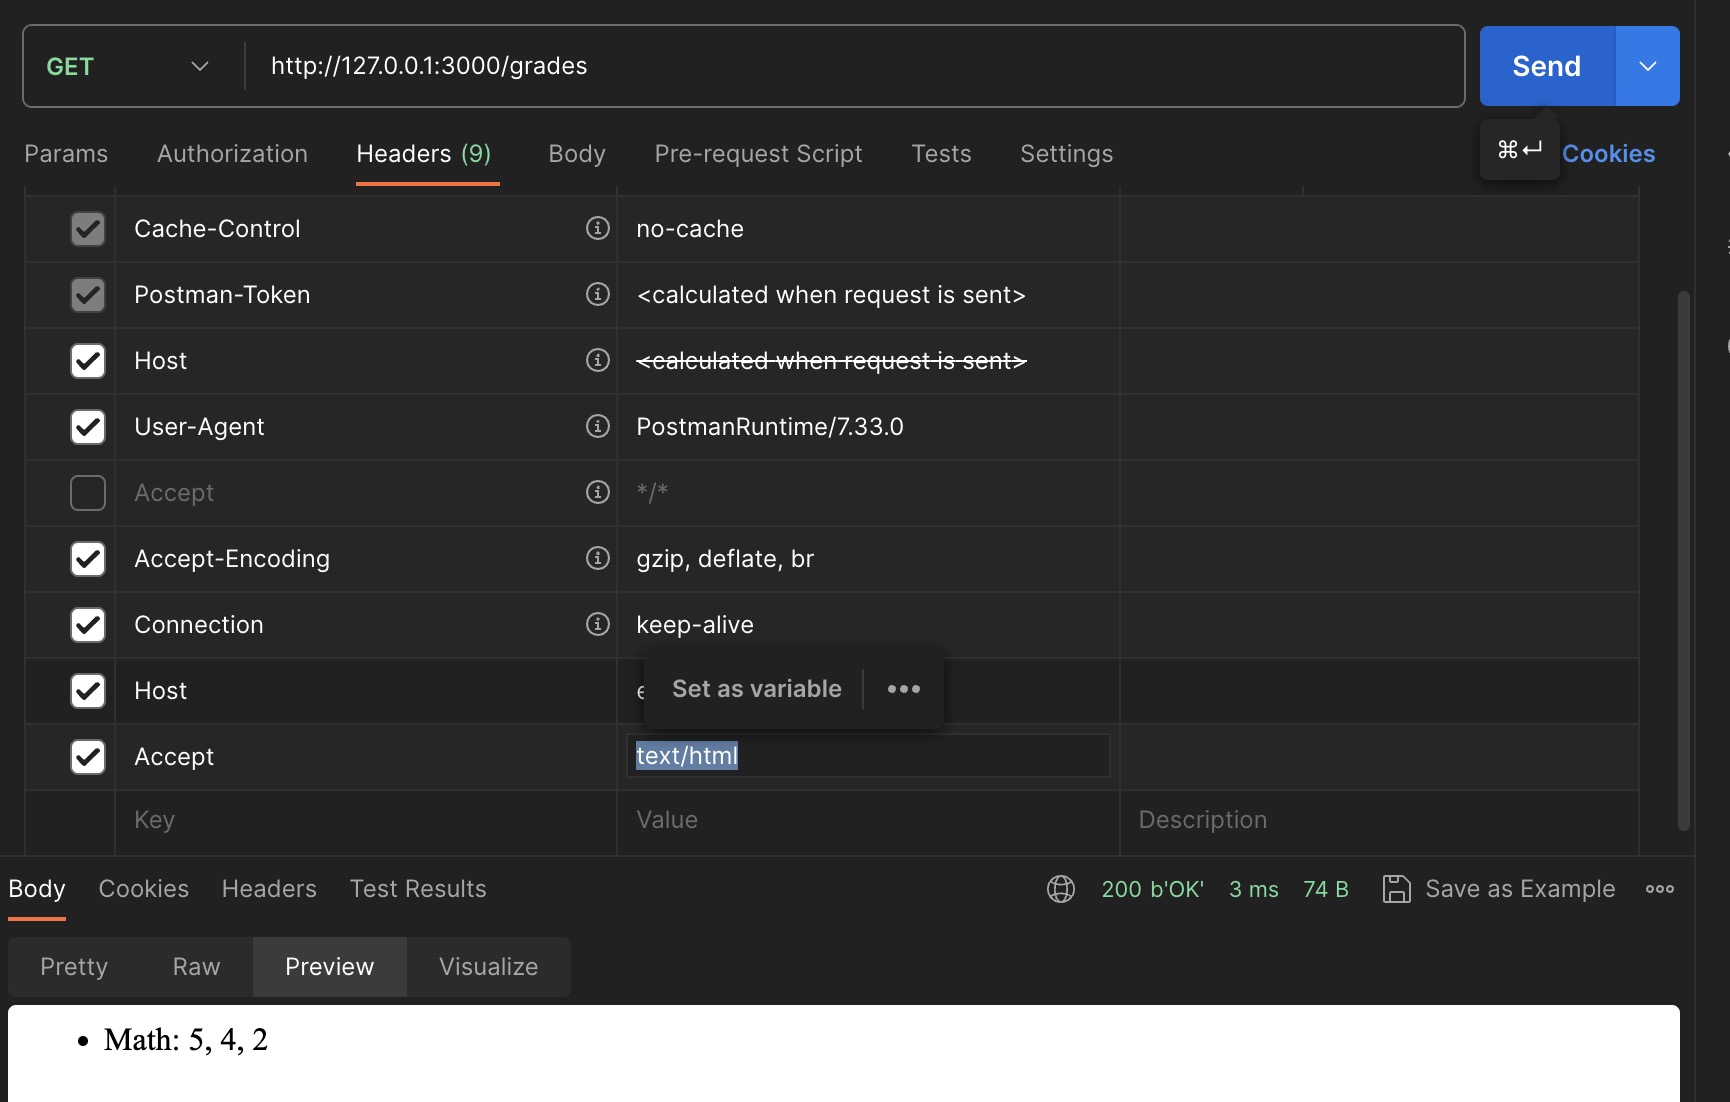 GET http://127.0.0.1:3000/grades Send
Params Authorization Headers (9) Body Pre-request Script Tests Settings ⌘↵ Cookies
Cache-Control no-cache
Postman-Token <calculated when request is sent>
Host <calculated when request is sent>
User-Agent PostmanRuntime/7.33.0
Accept */*
Accept-Encoding gzip, deflate, br
Connection keep-alive
Host
Set as variable
Accept text/html
Key Value Description
Body Cookies Headers Test Results 200 b'OK' 3 ms 74 B Save as Example
Pretty Raw Preview Visualize
• Math: 5, 4, 2